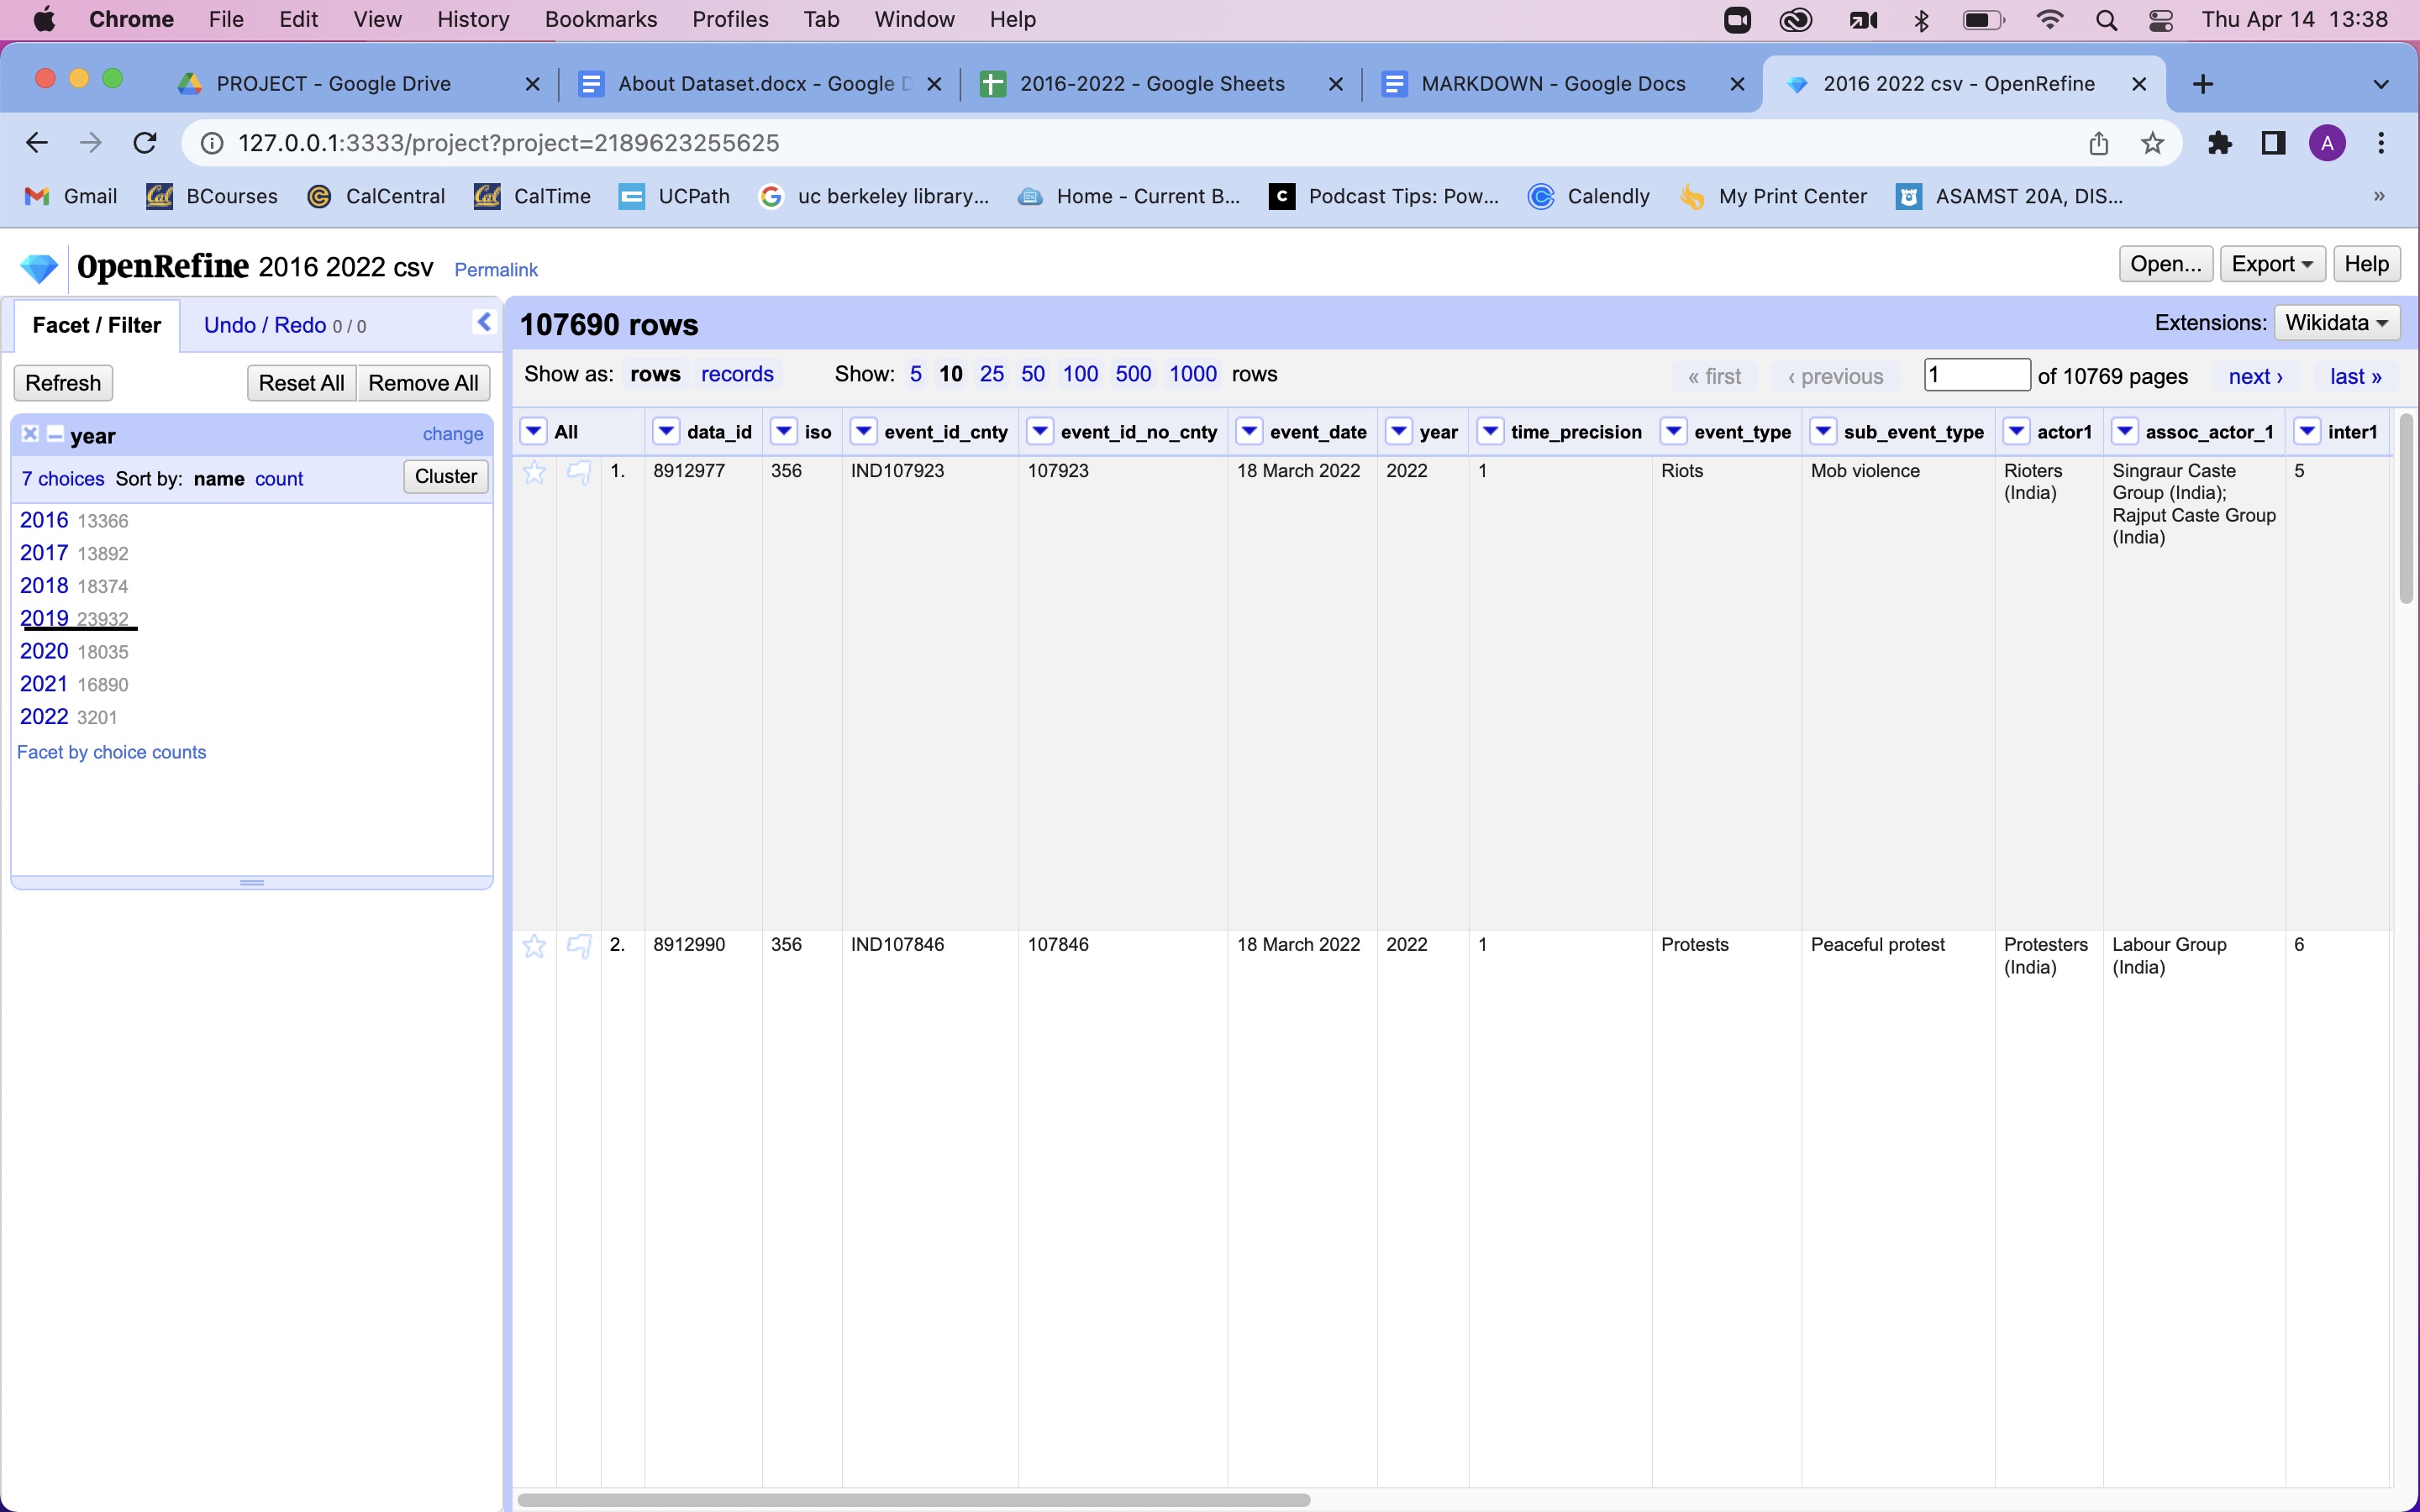 Chrome File Edit View History Bookmarks Profiles Tab Window Help Thu Apr 14 13:38
PROJECT - Google Drive About Dataset.docx - Google D 2016-2022 - Google Sheets MARKDOWN - Google Docs 2016 2022 csv - OpenRefine
127.0.0.1:3333/project?project=2189623255625 A
Gmail BCourses CalCentral CalTime UCPath uc berkeley library... Home - Current B... Podcast Tips: Pow... Calendly My Print Center ASAMST 20A, DIS... »
OpenRefine 2016 2022 csv Permalink Open... Export Help
Facet / Filter Undo / Redo 0 / 0
107690 rows Extensions: Wikidata
Refresh Reset All Remove All
Show as: rows records Show: 5 10 25 50 100 500 1000 rows « first ‹ previous 1 of 10769 pages next › last »
year change
7 choices Sort by: name count Cluster
2016 13366
2017 13892
2018 18374
2019 23932
2020 18035
2021 16890
2022 3201
Facet by choice counts
All data_id iso event_id_cnty event_id_no_cnty event_date year time_precision event_type sub_event_type actor1 assoc_actor_1 inter1
1. 8912977 356 IND107923 107923 18 March 2022 2022 1 Riots Mob violence Rioters Singraur Caste 5
(India) Group (India);
Rajput Caste Group
(India)
2. 8912990 356 IND107846 107846 18 March 2022 2022 1 Protests Peaceful protest Protesters Labour Group 6
(India) (India)